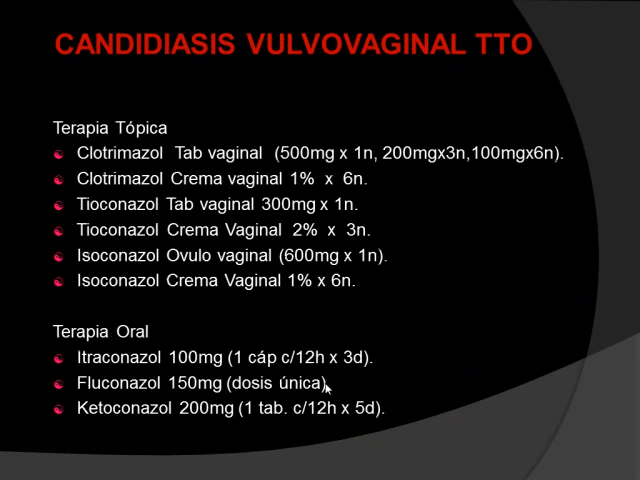 CANDIDIASIS VULVOVAGINAL TTO
Terapia Tópica
Clotrimazol Tab vaginal (500mg x 1n, 200mgx3n,100mgx6n).
Clotrimazol Crema vaginal 1% x 6n.
Tioconazol Tab vaginal 300mg x 1n.
Tioconazol Crema Vaginal 2% x 3n.
Isoconazol Ovulo vaginal (600mg x 1n).
Isoconazol Crema Vaginal 1% x 6n.
Terapia Oral
Itraconazol 100mg (1 cáp c/12h x 3d).
Fluconazol 150mg (dosis única).
Ketoconazol 200mg (1 tab. c/12h x 5d).